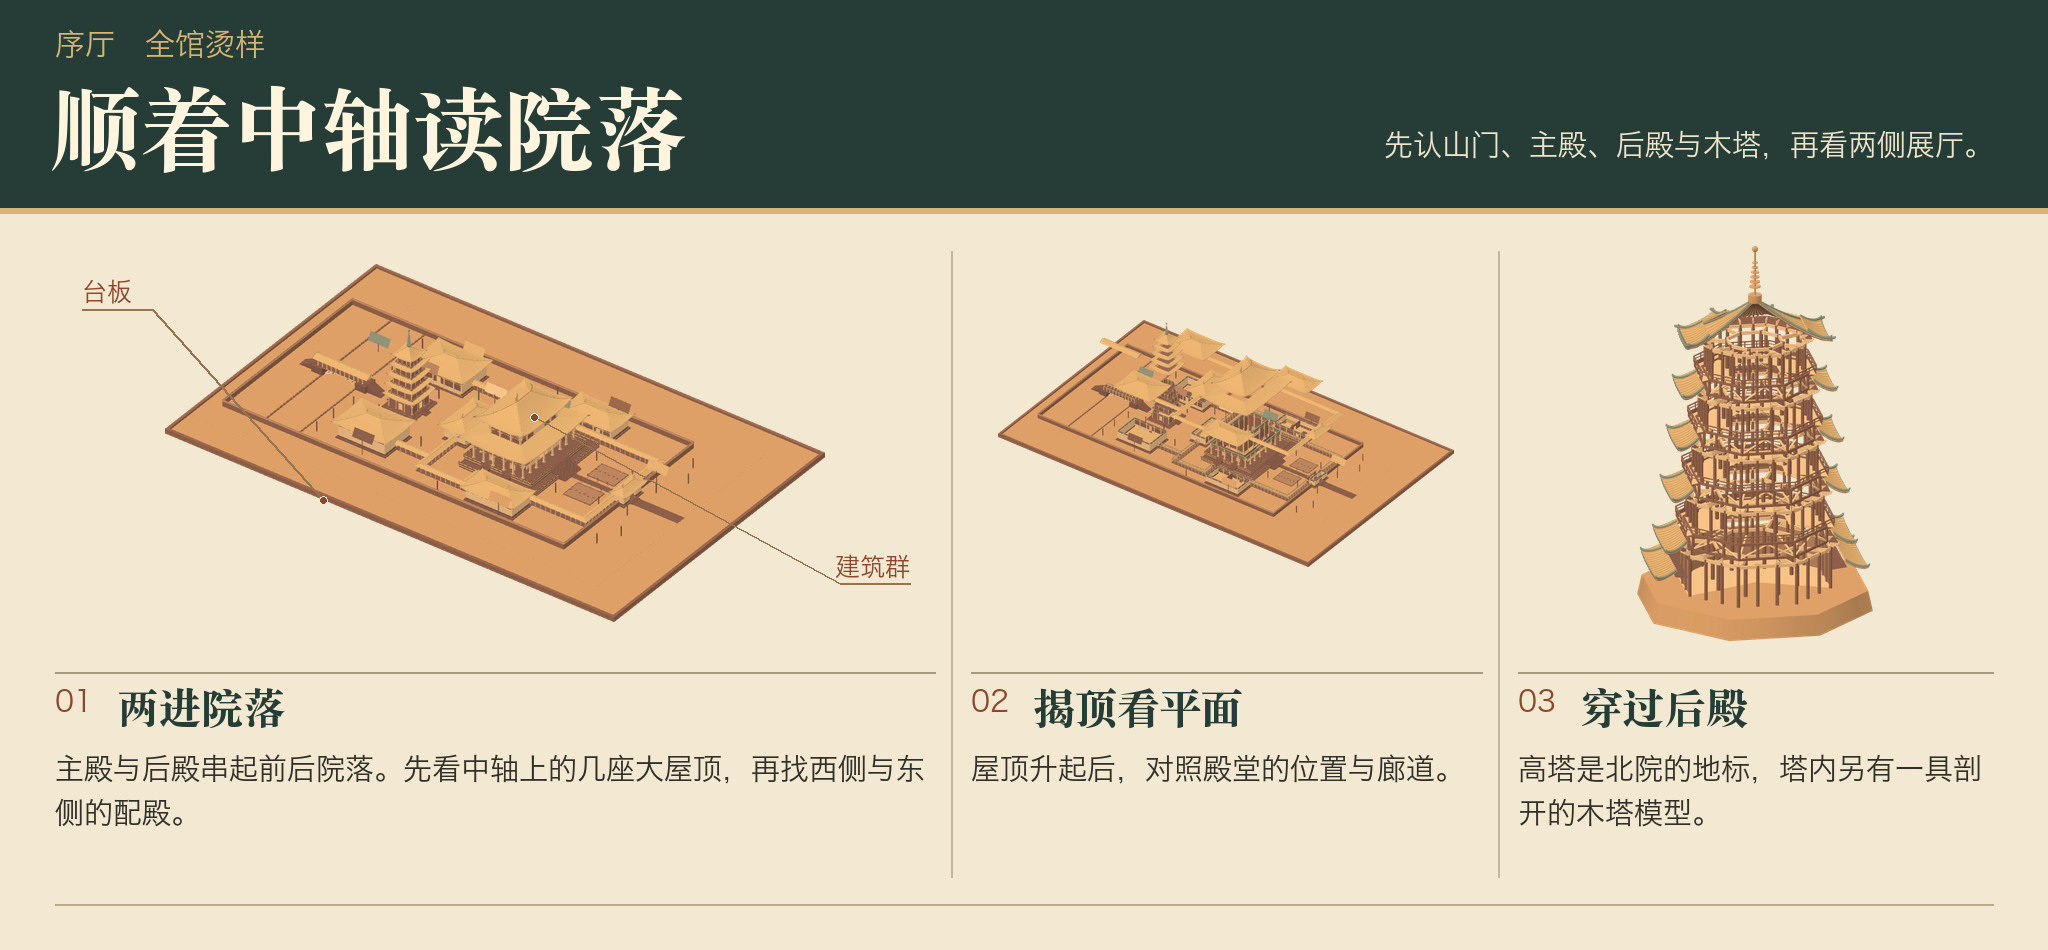 序厅　全馆烫样
顺着中轴读院落
先认山门、主殿、后殿与木塔，再看两侧展厅。
台板
建筑群
01 两进院落
主殿与后殿串起前后院落。先看中轴上的几座大屋顶，再找西侧与东
侧的配殿。
02 揭顶看平面
屋顶升起后，对照殿堂的位置与廊道。
03 穿过后殿
高塔是北院的地标，塔内另有一具剖
开的木塔模型。